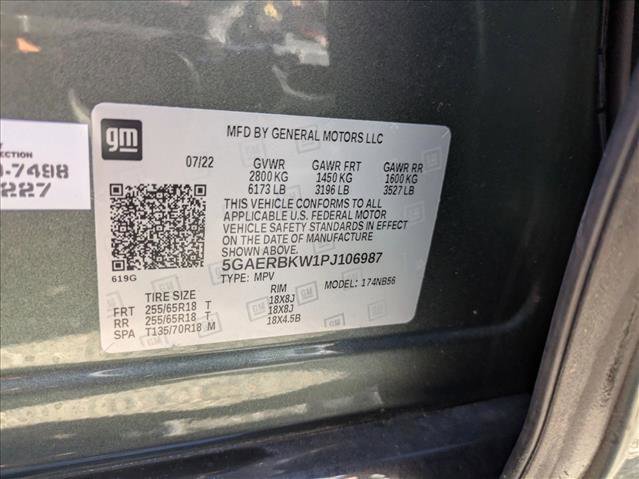 gm
MFD BY GENERAL MOTORS LLC
07/22 GVWR GAWR FRT GAWR RR
2800 KG 1450 KG 1600 KG
6173 LB 3196 LB 3527 LB
THIS VEHICLE CONFORMS TO ALL
APPLICABLE U.S. FEDERAL MOTOR
VEHICLE SAFETY STANDARDS IN EFFECT
ON THE DATE OF MANUFACTURE
SHOWN ABOVE.
5GAERBKW1PJ106987
619G
TYPE: MPV MODEL: 174NB56
TIRE SIZE RIM
FRT 255/65R18 T 18X8J
RR 255/65R18 T 18X8J
SPA T135/70R18 M 18X4.5B
ECTION
-7498
227